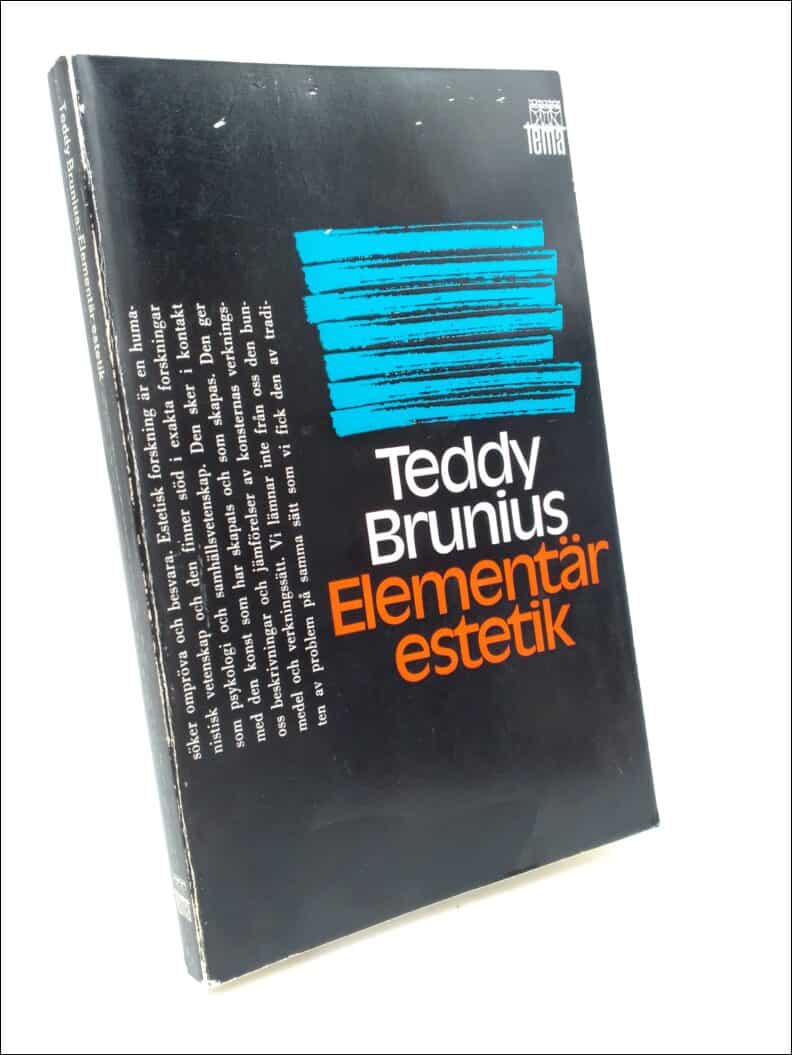 Teddy Brunius: Elementär estetik
tema
Teddy
Brunius
Elementär
estetik
söker ompröva och besvara. Estetisk forskning är en huma-
nistisk vetenskap och den finner stöd i exakta forskningar
som psykologi och samhällsvetenskap. Den sker i kontakt
med den konst som har skapats och som skapas. Den ger
oss beskrivningar och jämförelser av konsternas verknings-
medel och verkningssätt. Vi lämnar inte från oss den bun-
ten av problem på samma sätt som vi fick den av tradi-